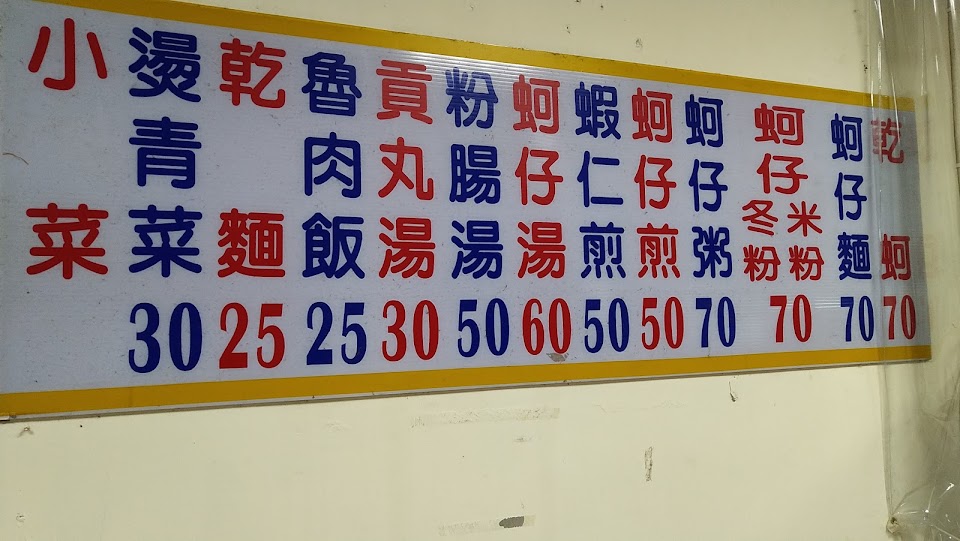 乾蚵 70
蚵仔麵 70
蚵仔米粉冬粉 70
蚵仔粥 70
蚵仔煎 50
蝦仁煎 50
蚵仔湯 60
粉腸湯 50
貢丸湯 30
魯肉飯 25
乾麵 25
燙青菜 30
小菜